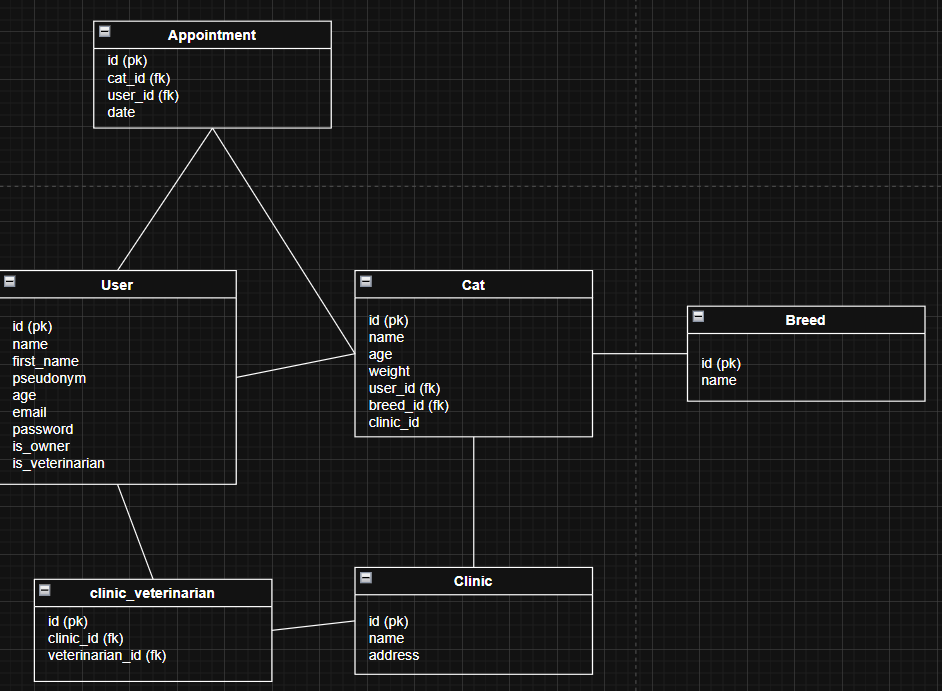 Appointment
id (pk)
cat_id (fk)
user_id (fk)
date
User
id (pk)
name
first_name
pseudonym
age
email
password
is_owner
is_veterinarian
Cat
id (pk)
name
age
weight
user_id (fk)
breed_id (fk)
clinic_id
Breed
id (pk)
name
clinic_veterinarian
id (pk)
clinic_id (fk)
veterinarian_id (fk)
Clinic
id (pk)
name
address